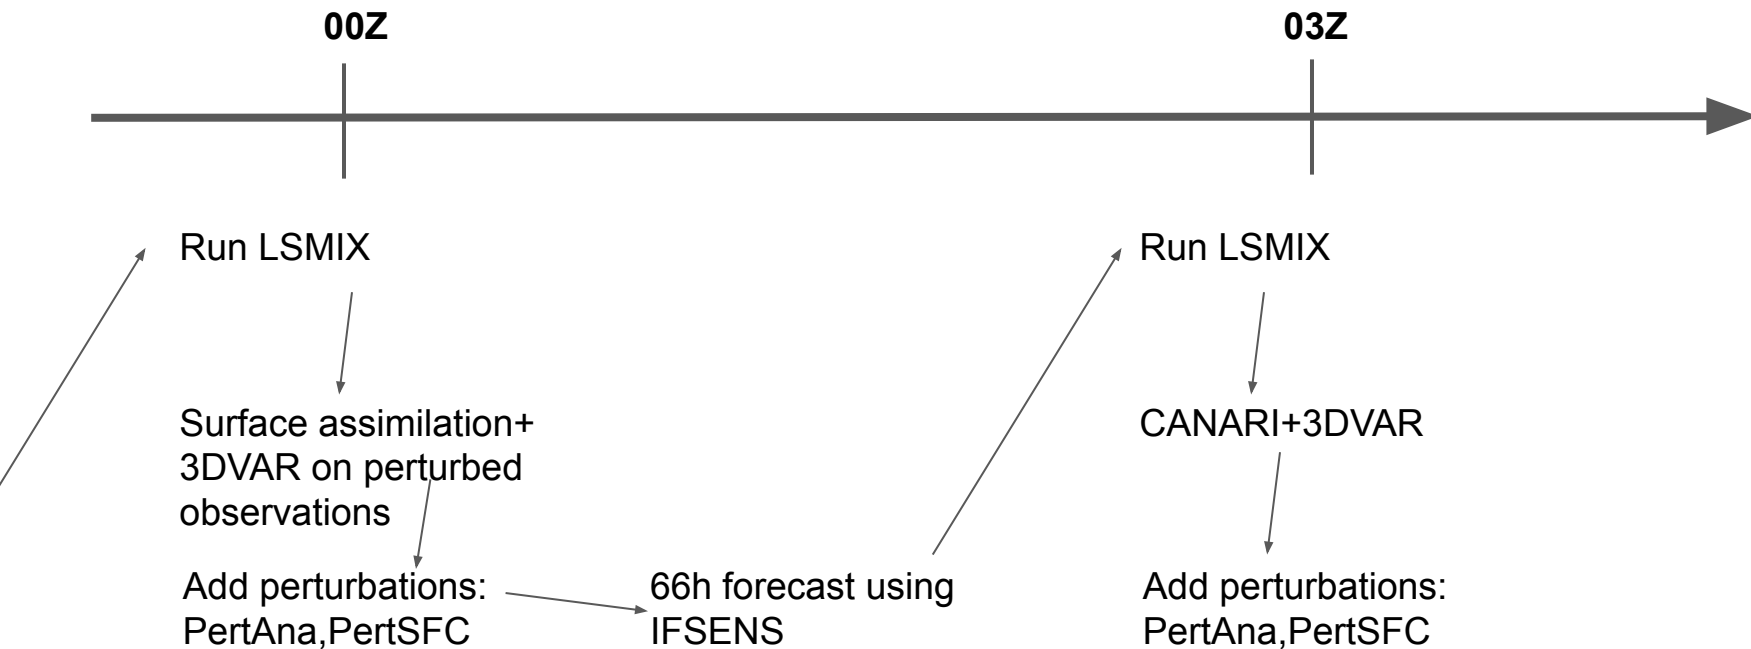 00Z
03Z
Run LSMIX
Run LSMIX
Surface assimilation+
3DVAR on perturbed
observations
CANARI+3DVAR
Add perturbations:
PertAna,PertSFC
66h forecast using
IFSENS
Add perturbations:
PertAna,PertSFC